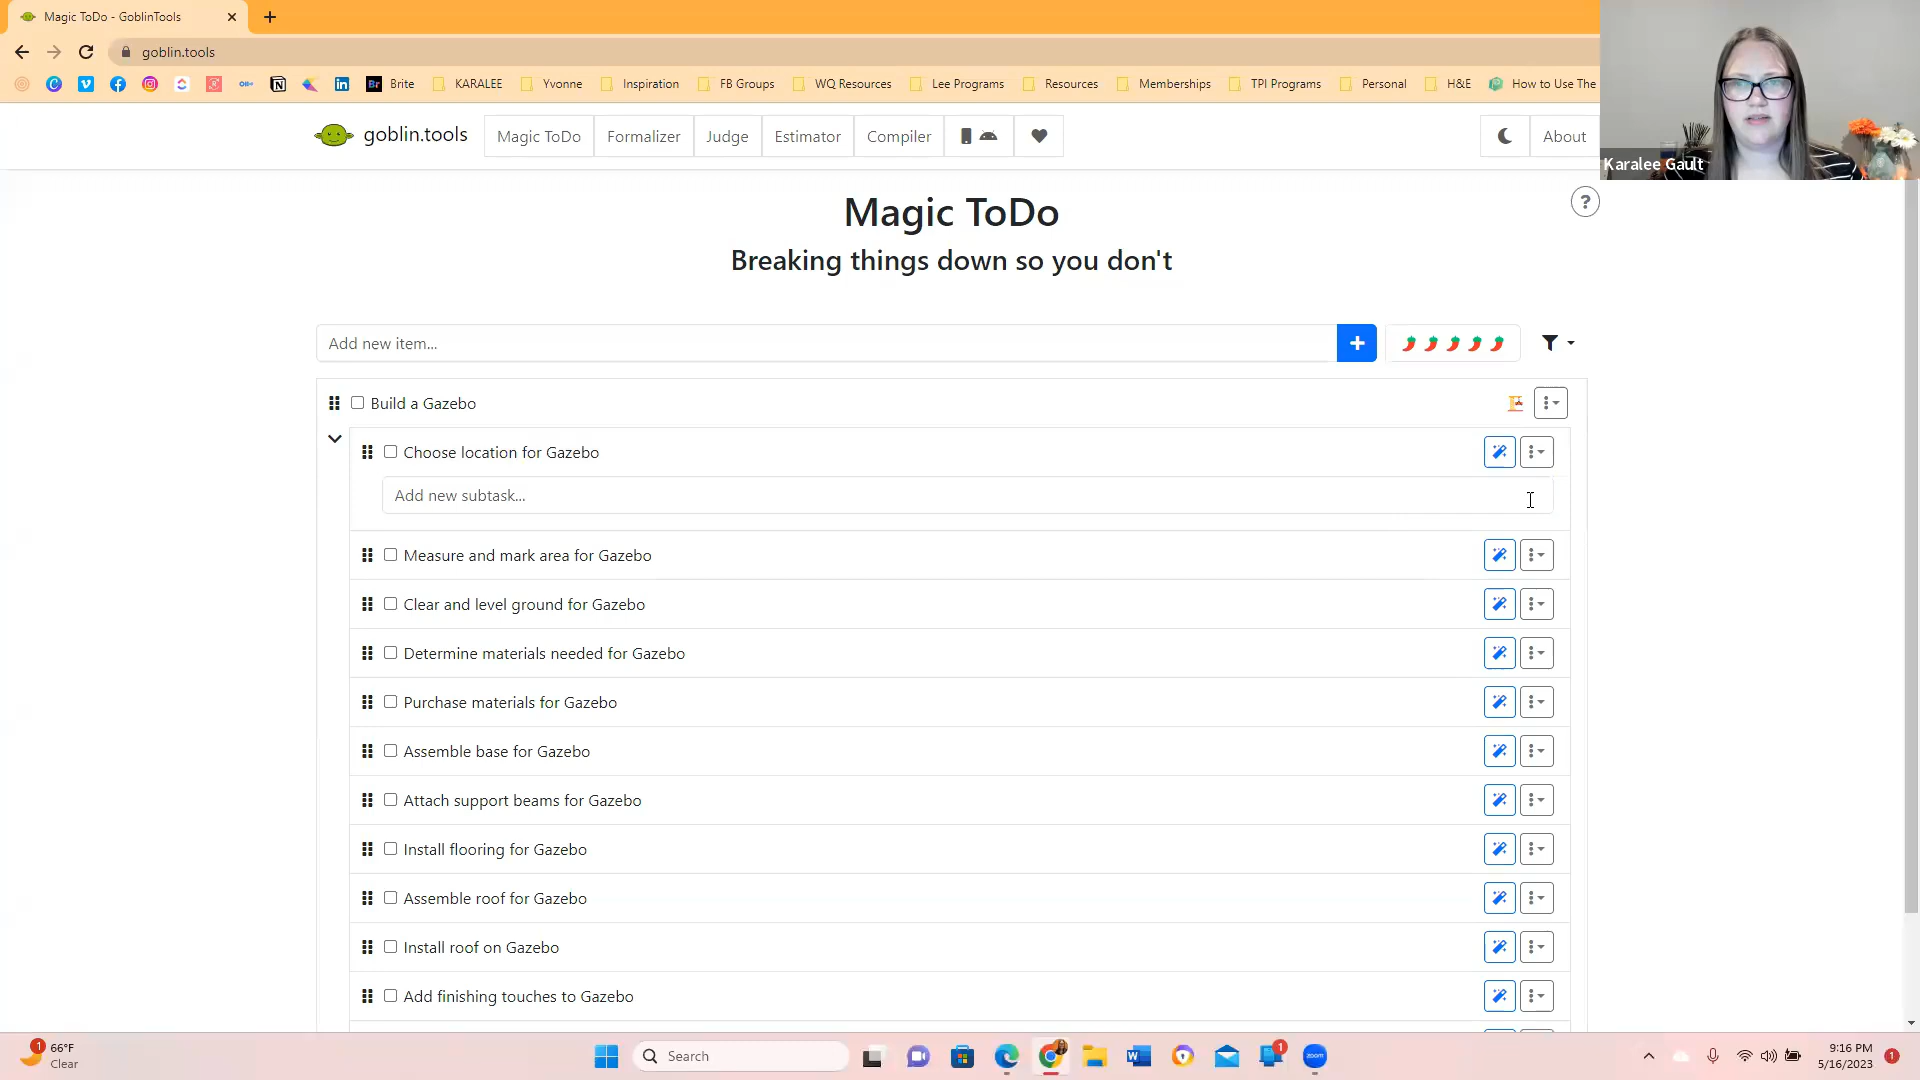 Magic ToDo - GoblinTools
goblin.tools
Brite
KARALEE
Yvonne
Inspiration
FB Groups
WQ Resources
Lee Programs
Resources
Memberships
TPI Programs
Personal
H&E
How to Use The
Karalee Gault
goblin.tools
Magic ToDo
Formalizer
Judge
Estimator
Compiler
About
Magic ToDo
?
Breaking things down so you don't
Add new item...
Build a Gazebo
Choose location for Gazebo
Add new subtask...
Measure and mark area for Gazebo
Clear and level ground for Gazebo
Determine materials needed for Gazebo
Purchase materials for Gazebo
Assemble base for Gazebo
Attach support beams for Gazebo
Install flooring for Gazebo
Assemble roof for Gazebo
Install roof on Gazebo
Add finishing touches to Gazebo
1
66°F
Clear
Search
1
zoom
9:16 PM
5/16/2023
1